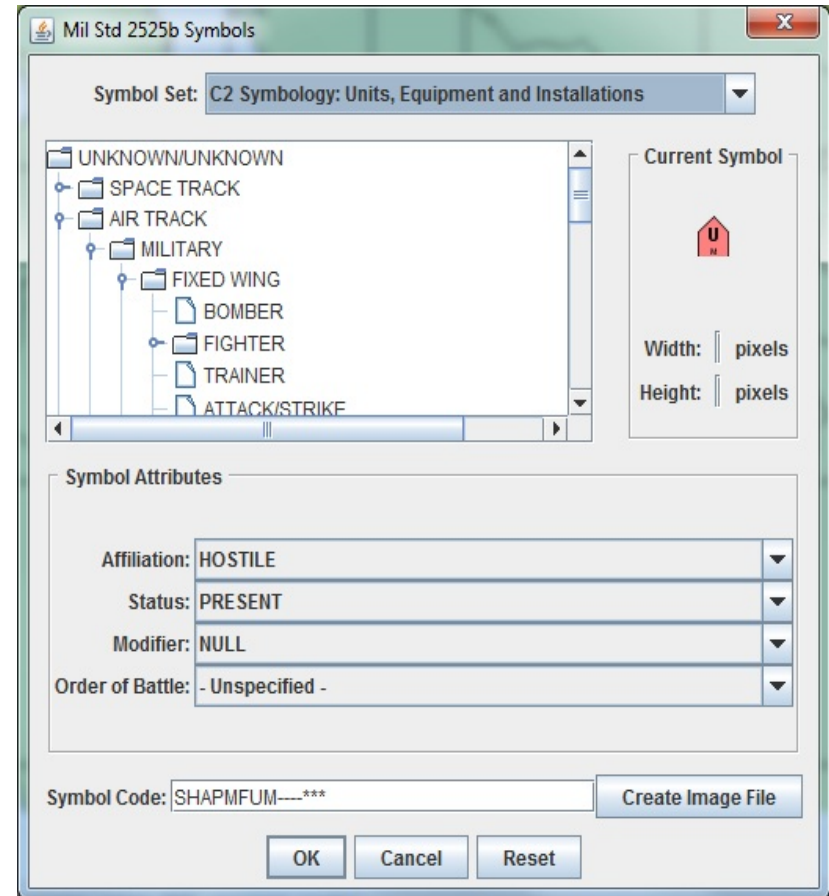 Mil Std 2525b Symbols
Symbol Set: C2 Symbology: Units, Equipment and Installations
UNKNOWN/UNKNOWN
SPACE TRACK
AIR TRACK
MILITARY
FIXED WING
BOMBER
FIGHTER
TRAINER
ATTACK/STRIKE
Current Symbol
U
M
Width: pixels
Height: pixels
Symbol Attributes
Affiliation: HOSTILE
Status: PRESENT
Modifier: NULL
Order of Battle: - Unspecified -
Symbol Code: SHAPMFUM----***
Create Image File
OK Cancel Reset